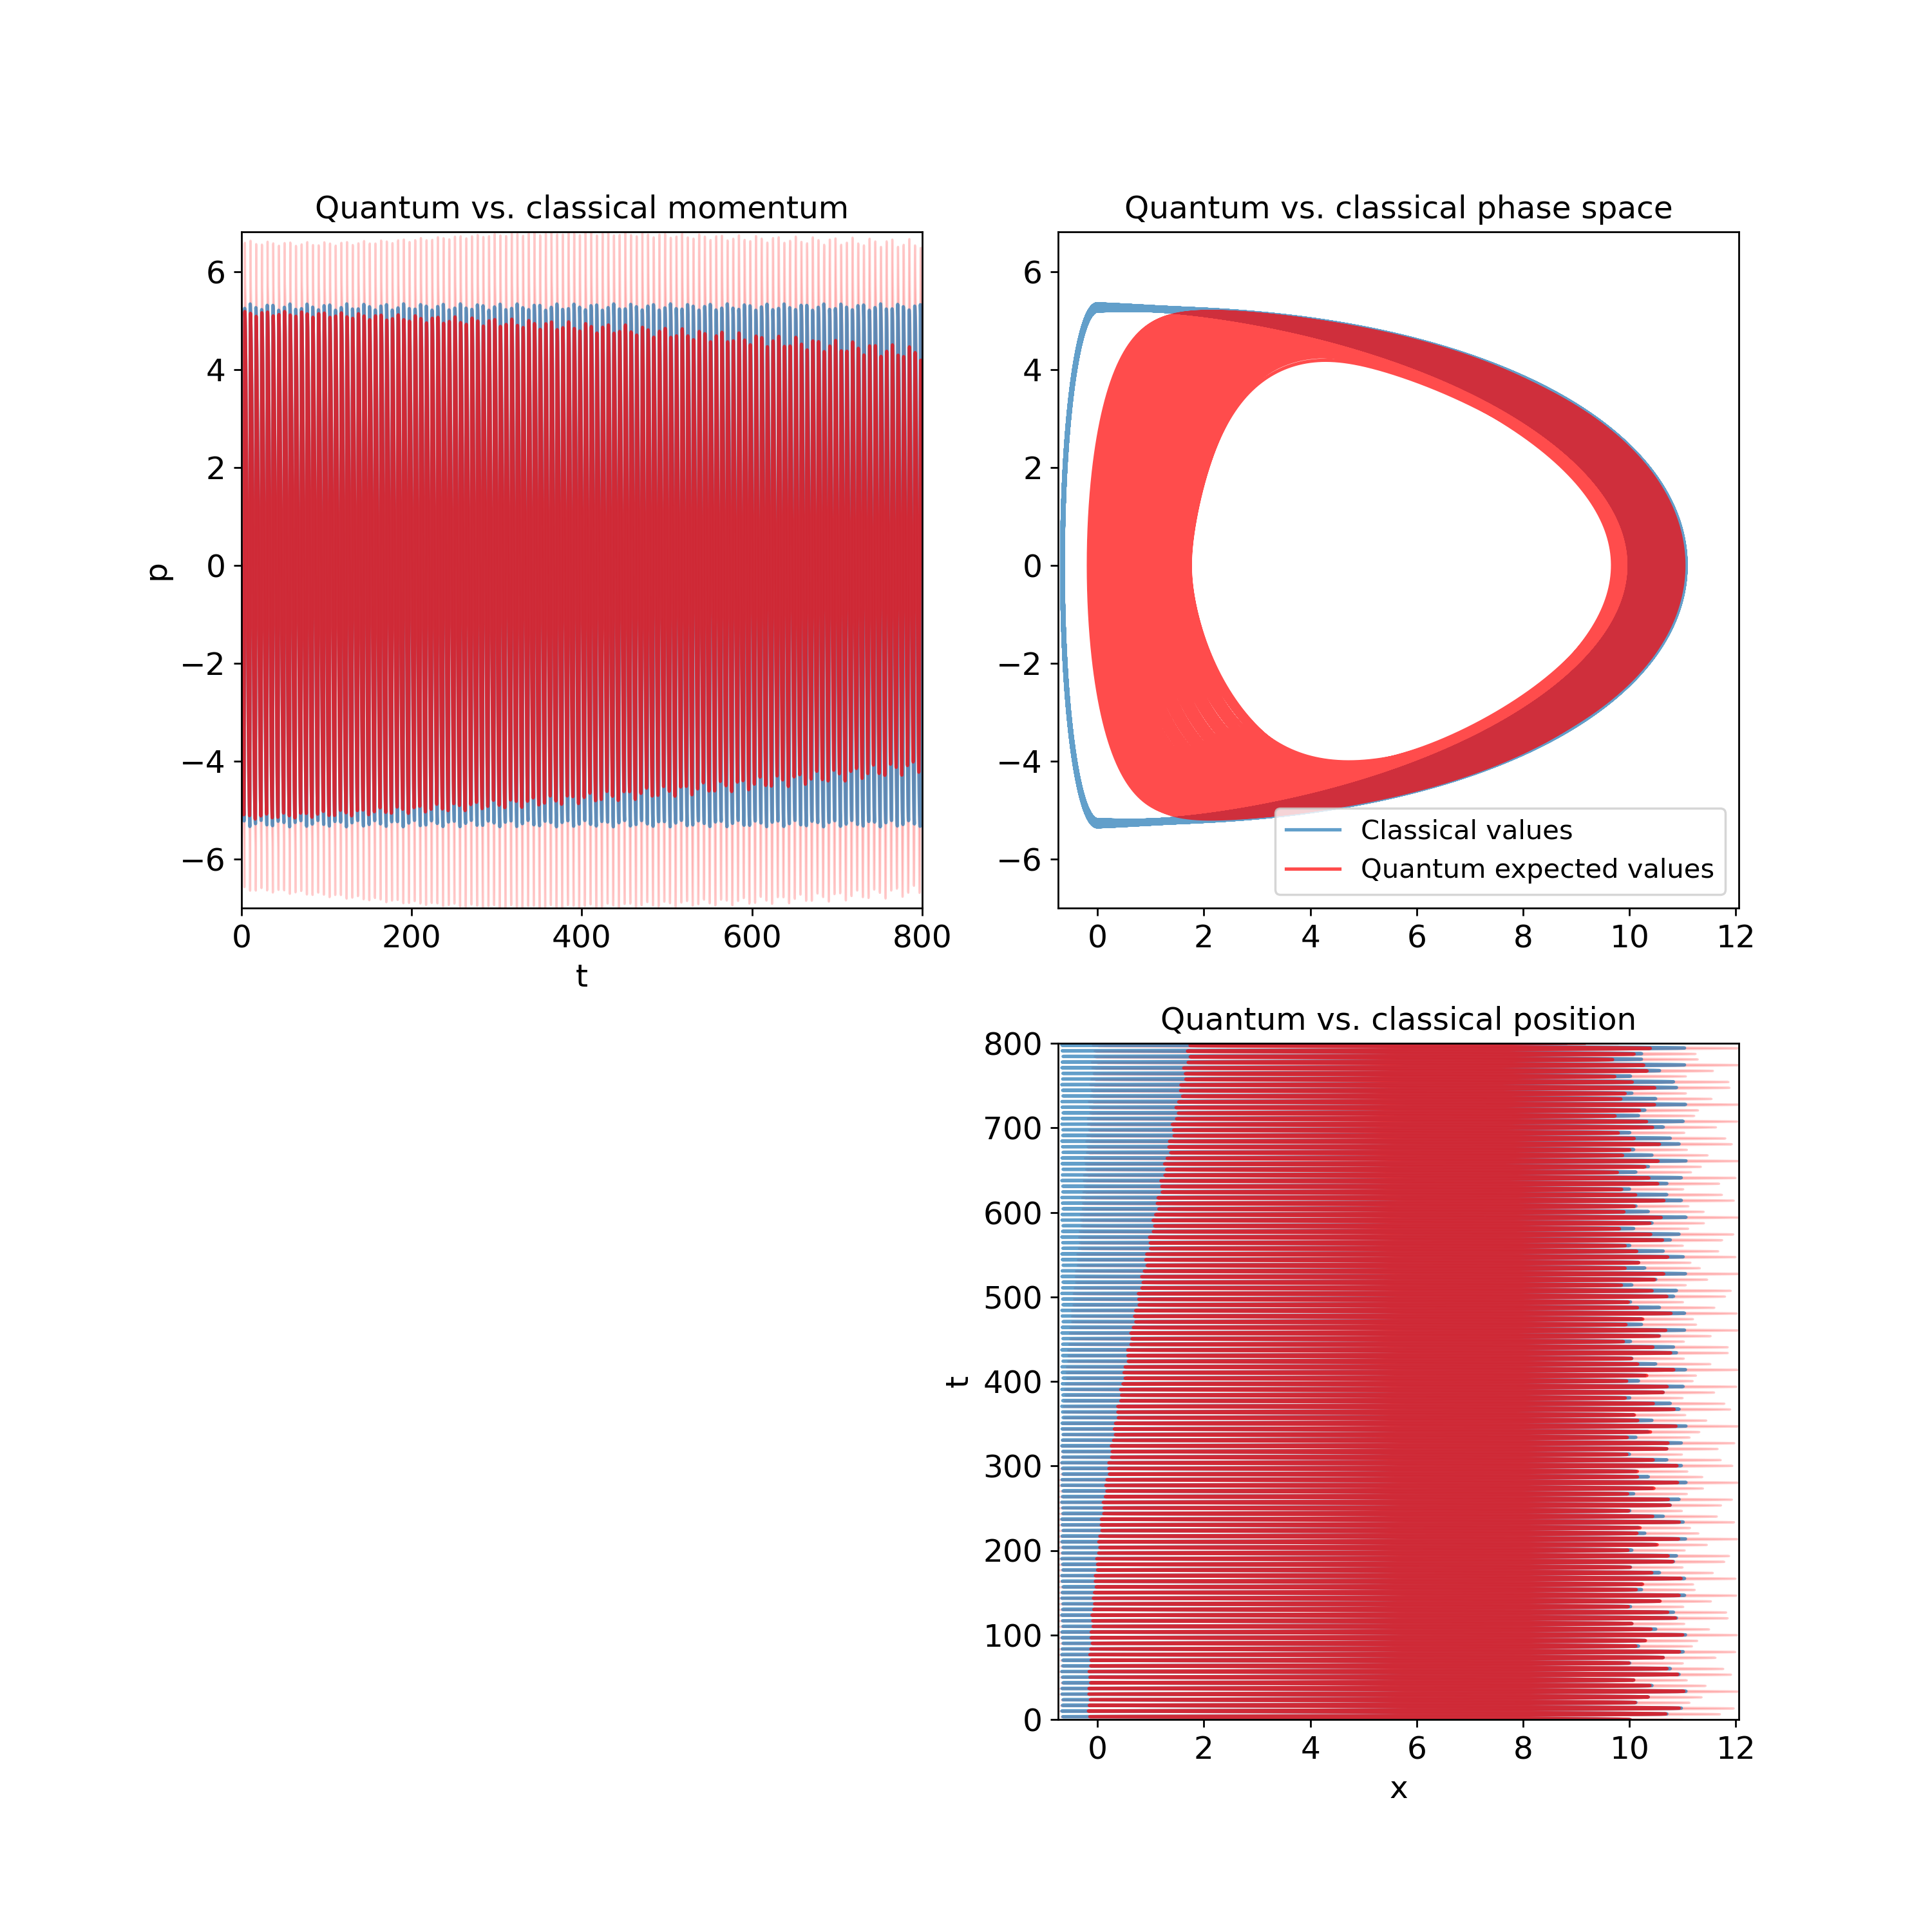 Quantum vs. classical momentum
6
4
2
0
−2
−4
−6
p
0 200 400 600 800
t
Quantum vs. classical phase space
6
4
2
0
−2
−4
−6
Classical values
Quantum expected values
0 2 4 6 8 10 12
Quantum vs. classical position
800
700
600
500
400
300
200
100
0
t
0 2 4 6 8 10 12
x